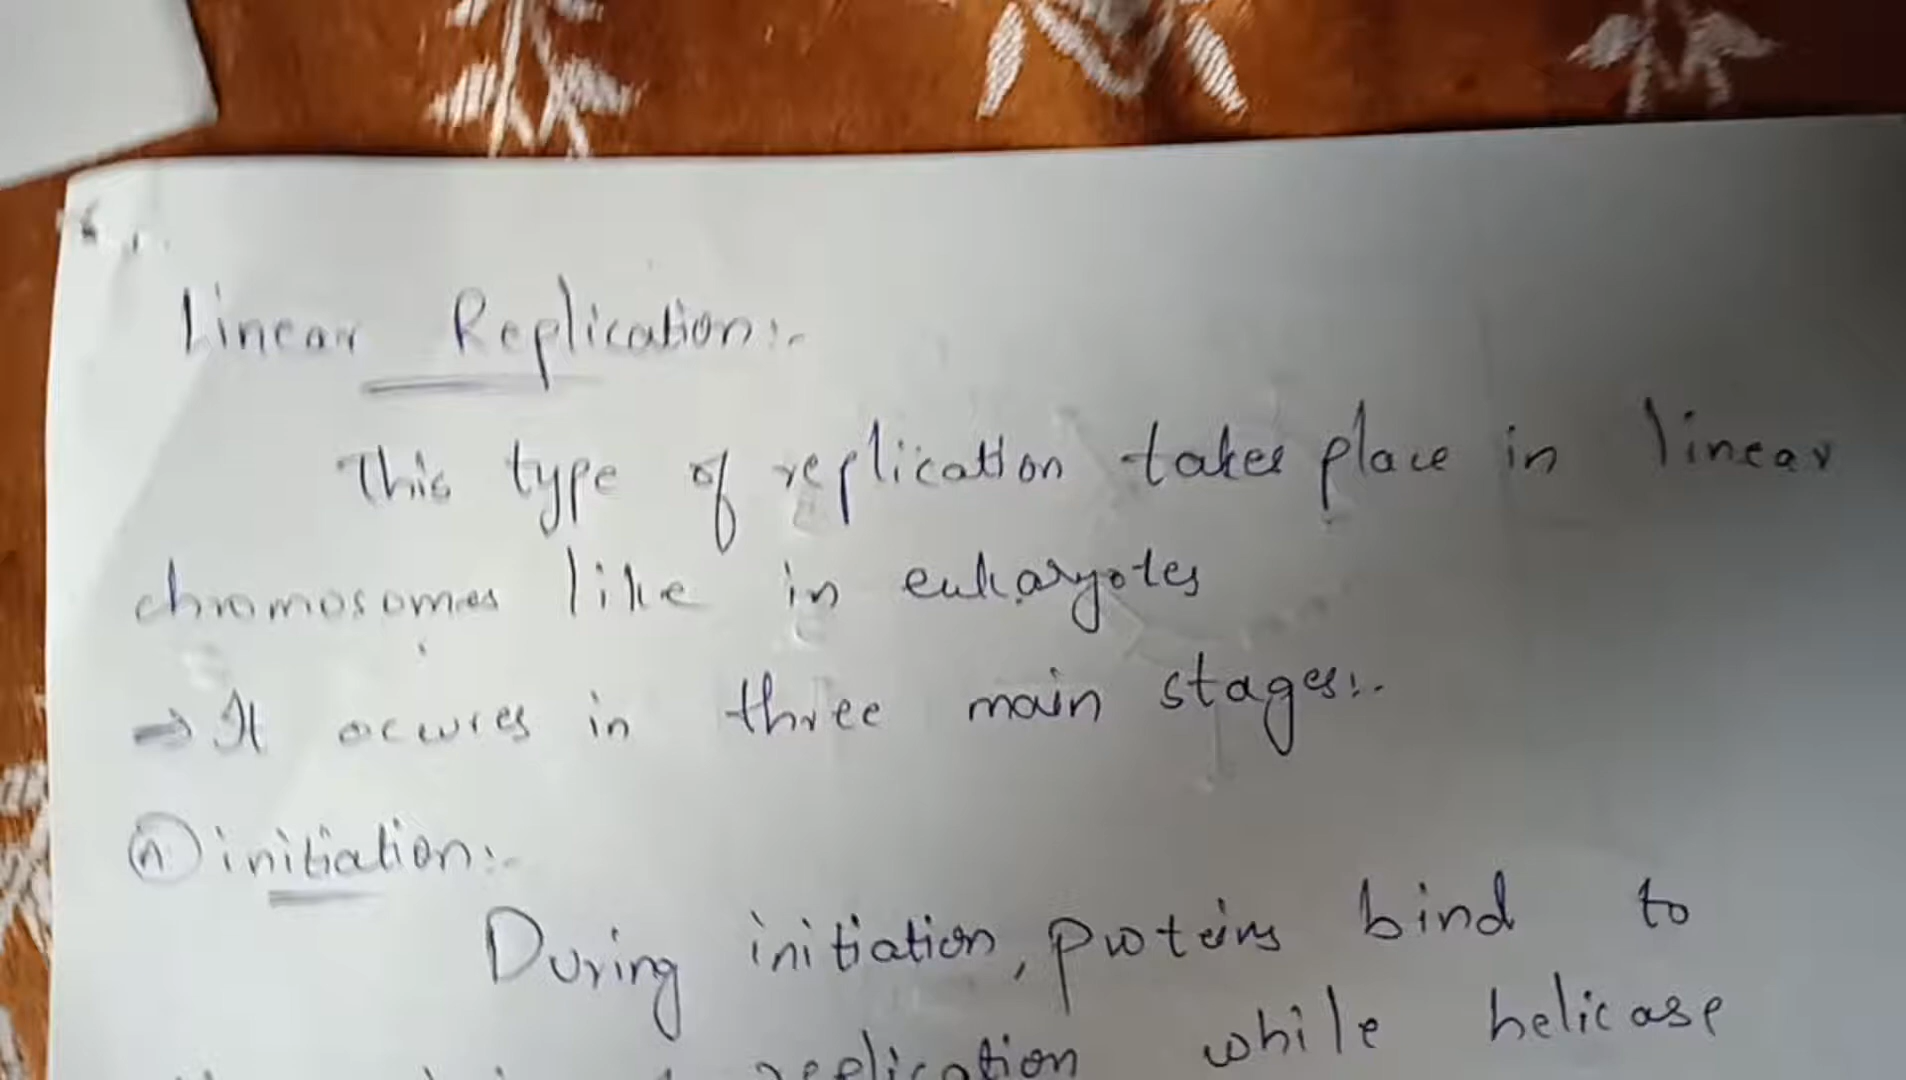 Linear Replication:-
This type of replication takes place in linear
chromosomes like in eukaryotes
⇒ It occures in three main stages:-
initiation:-
During initiation, proteins bind to
replication while helicase